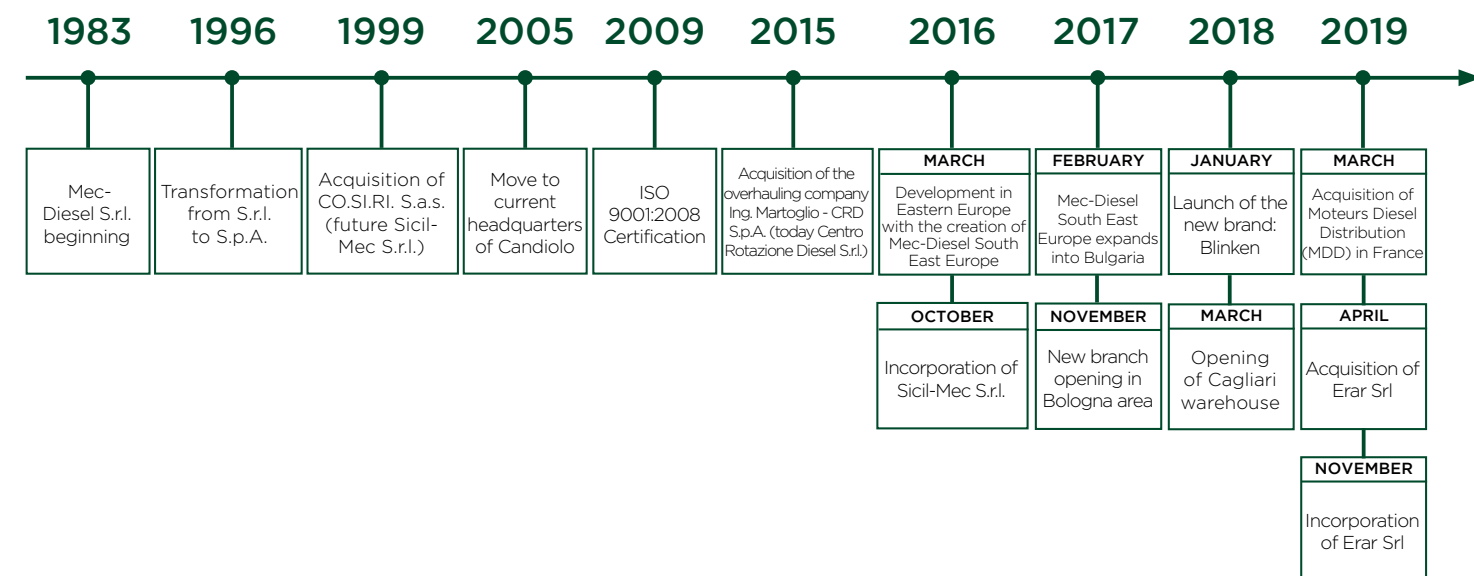 1983
1996
1999
2005
2009
2015
2016
2017
2018
2019
Mec-
Diesel S.r.l.
beginning
Transformation
from S.r.l.
to S.p.A.
Acquisition of
CO.SI.RI. S.a.s.
(future Sicil-
Mec S.r.l.)
Move to
current
headquarters
of Candiolo
ISO
9001:2008
Certification
Acquisition of the
overhauling company
Ing. Martoglio - CRD
S.p.A. (today Centro
Rotazione Diesel S.r.l.)
MARCH
Development in
Eastern Europe
with the creation of
Mec-Diesel South
East Europe
OCTOBER
Incorporation of
Sicil-Mec S.r.l.
FEBRUARY
Mec-Diesel
South East
Europe expands
into Bulgaria
NOVEMBER
New branch
opening in
Bologna area
JANUARY
Launch of the
new brand:
Blinken
MARCH
Opening
of Cagliari
warehouse
MARCH
Acquisition of
Moteurs Diesel
Distribution
(MDD) in France
APRIL
Acquisition of
Erar Srl
NOVEMBER
Incorporation
of Erar Srl